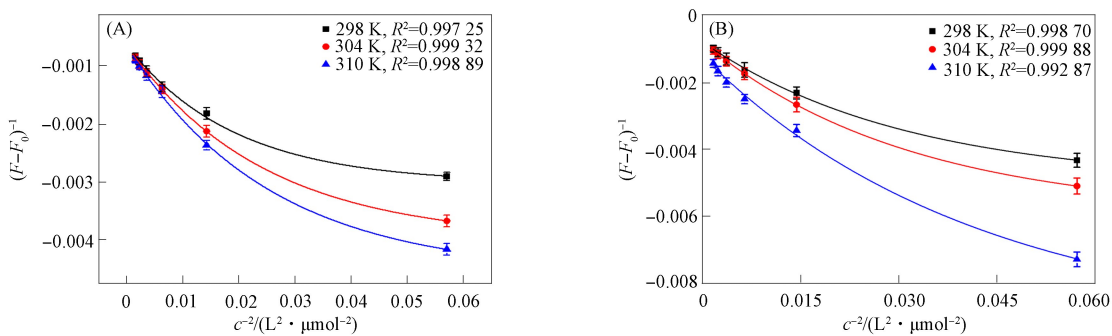 (A)
298 K, R²=0.997 25
304 K, R²=0.999 32
310 K, R²=0.998 89
−0.001
−0.002
−0.003
−0.004
(F−F₀)⁻¹
0 0.01 0.02 0.03 0.04 0.05 0.06
c⁻²/(L²・μmol⁻²)
(B)
298 K, R²=0.998 70
304 K, R²=0.999 88
310 K, R²=0.992 87
0
−0.002
−0.004
−0.006
−0.008
(F−F₀)⁻¹
0 0.015 0.030 0.045 0.060
c⁻²/(L²・μmol⁻²)